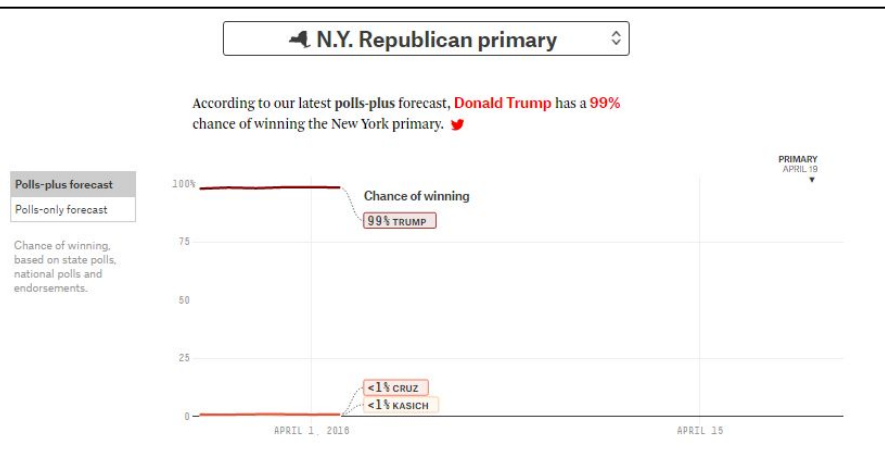 N.Y. Republican primary
According to our latest polls-plus forecast, Donald Trump has a 99%
chance of winning the New York primary.
PRIMARY
APRIL 19
Polls-plus forecast
Polls-only forecast
Chance of winning,
based on state polls,
national polls and
endorsements.
100%
Chance of winning
99% TRUMP
75
50
25
<1% CRUZ
<1% KASICH
0
APRIL 1, 2016
APRIL 15